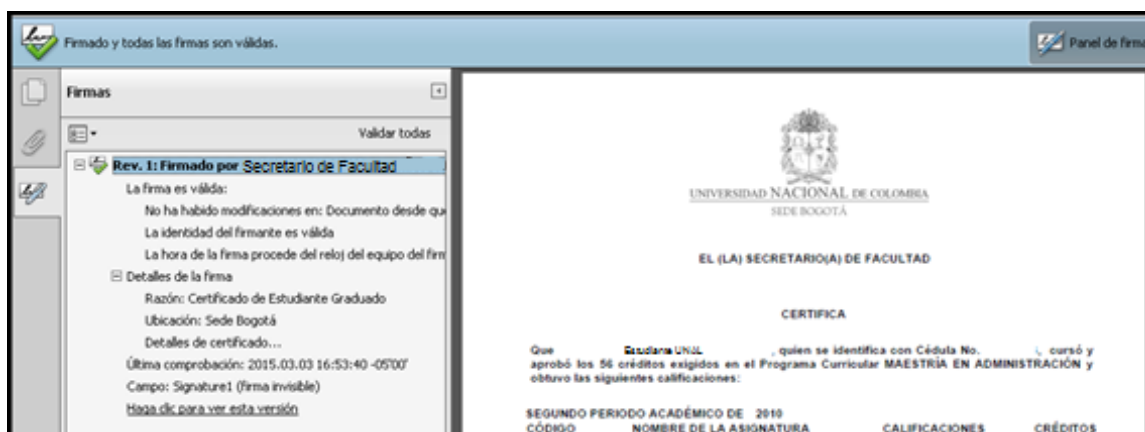 Firmado y todas las firmas son válidas.
Panel de firma
Firmas
Validar todas
Rev. 1: Firmado por Secretario de Facultad
La firma es válida:
No ha habido modificaciones en: Documento desde que
La identidad del firmante es válida
La hora de la firma procede del reloj del equipo del firm
Detalles de la firma
Razón: Certificado de Estudiante Graduado
Ubicación: Sede Bogotá
Detalles de certificado...
Última comprobación: 2015.03.03 16:53:40 -05'00'
Campo: Signature1 (firma invisible)
Haga clic para ver esta versión
UNIVERSIDAD NACIONAL DE COLOMBIA
SEDE BOGOTÁ
EL (LA) SECRETARIO(A) DE FACULTAD
CERTIFICA
Que Estudiante UNAL , quien se identifica con Cédula No. , cursó y
aprobó los 56 créditos exigidos en el Programa Curricular MAESTRÍA EN ADMINISTRACIÓN y
obtuvo las siguientes calificaciones:
SEGUNDO PERIODO ACADÉMICO DE 2010
CÓDIGO NOMBRE DE LA ASIGNATURA CALIFICACIONES CRÉDITOS